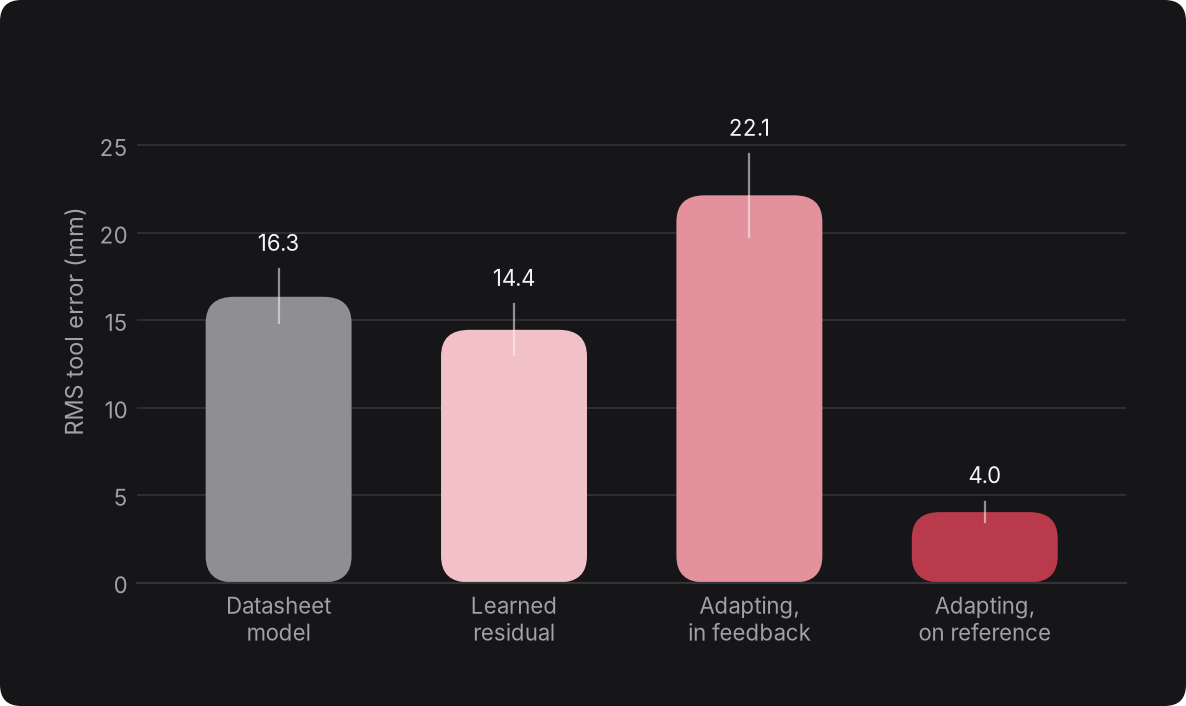 22.1
25
16.3
20
14.4
15
10
4.0
5
0
RMS tool error (mm)
Datasheet
model
Learned
residual
Adapting,
in feedback
Adapting,
on reference